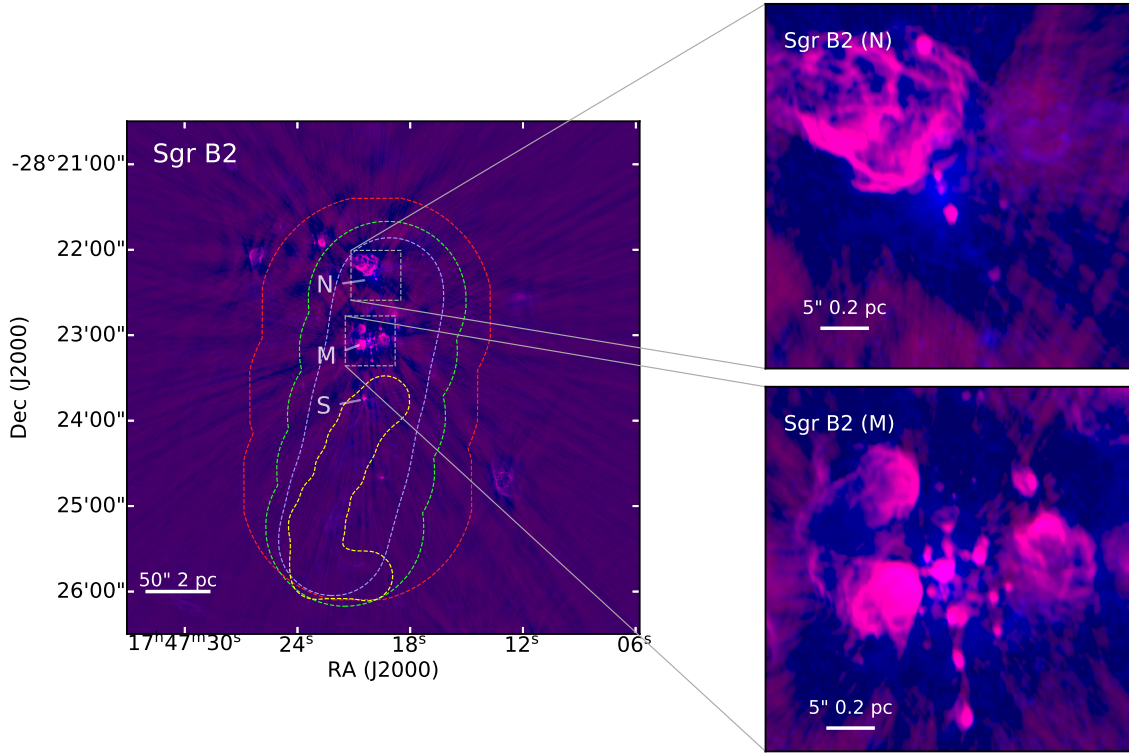 Sgr B2
-28°21'00"
22'00"
23'00"
24'00"
25'00"
26'00"
Dec (J2000)
N
M
S
50" 2 pc
17ʰ47ᵐ30ˢ
24ˢ
18ˢ
12ˢ
06ˢ
RA (J2000)
Sgr B2 (N)
5" 0.2 pc
Sgr B2 (M)
5" 0.2 pc